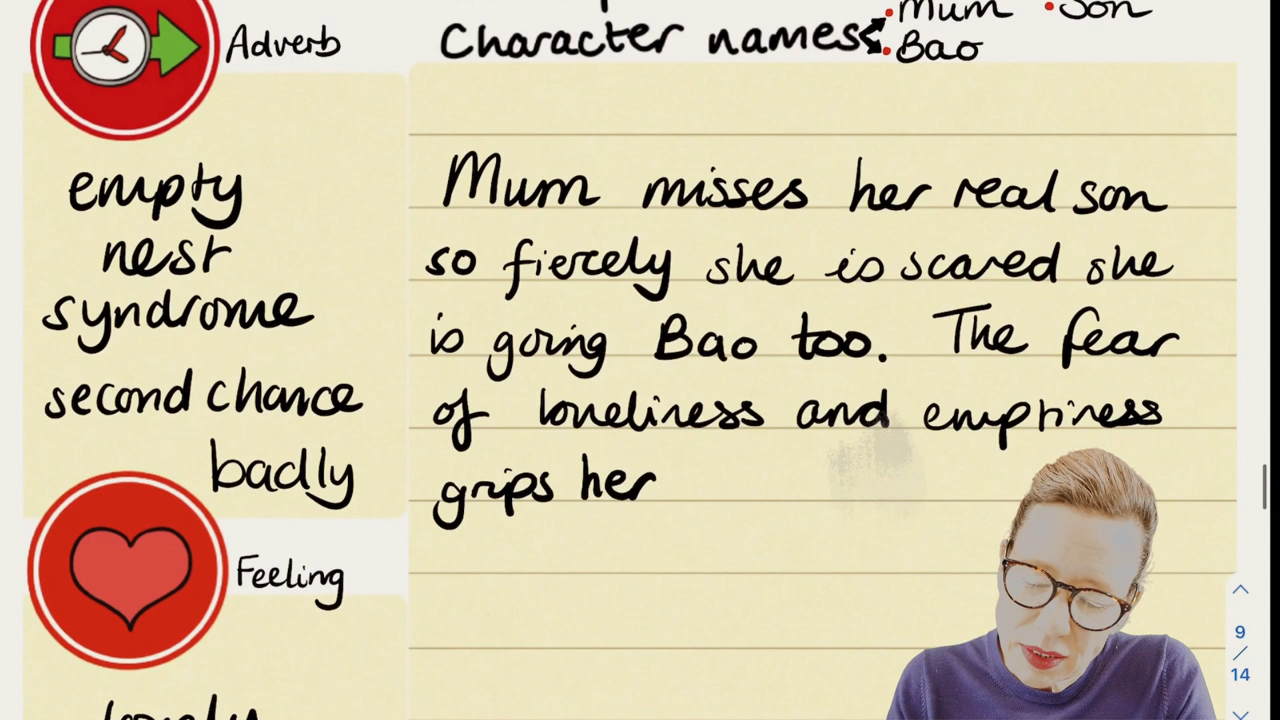 Adverb
Character names
Mum
Son
Bao
empty
nest
syndrome
second chance
badly
Feeling
Mum misses her real son
so fiercely she is scared she
is going Bao too. The fear
of loneliness and emptiness
grips her
9
/
14